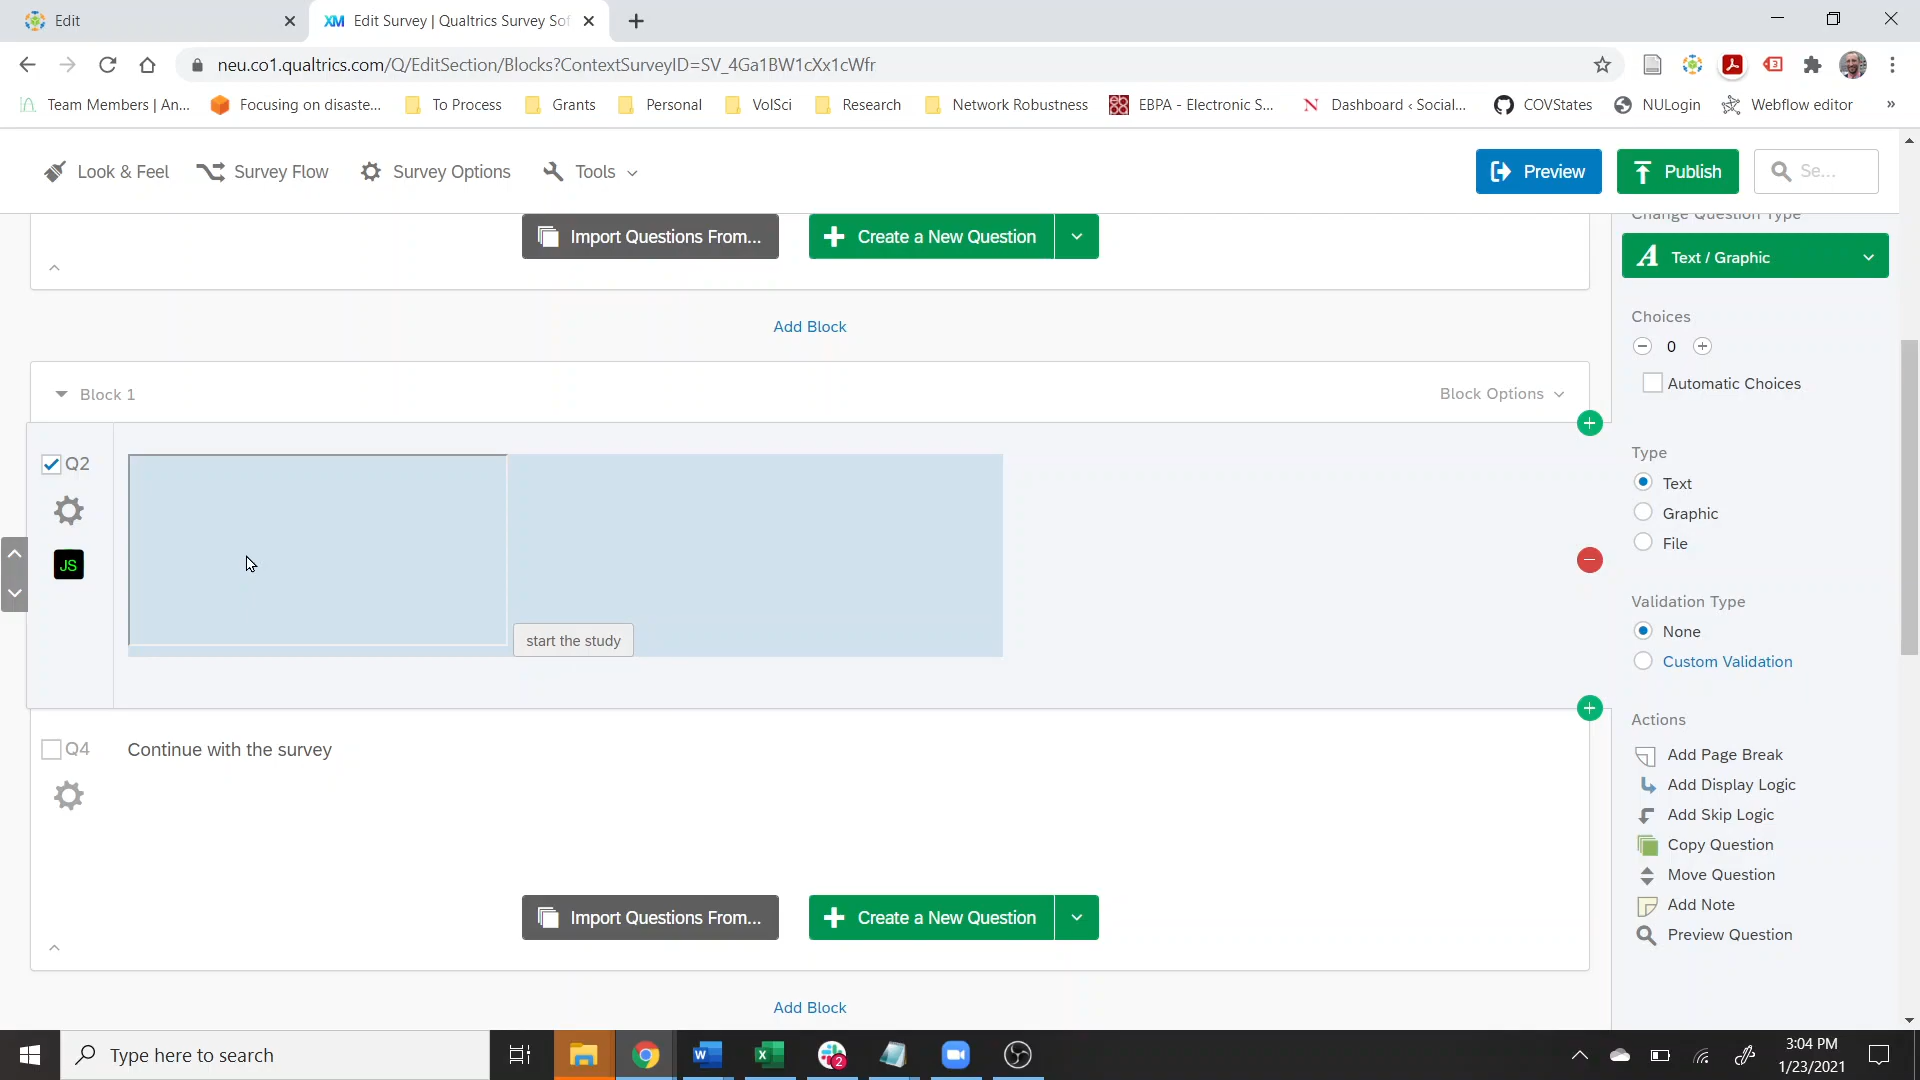 Edit
XM Edit Survey | Qualtrics Survey Sof
neu.co1.qualtrics.com/Q/EditSection/Blocks?ContextSurveyID=SV_4Ga1BW1cXx1cWfr
3
Team Members | An...
Focusing on disaste...
To Process
Grants
Personal
VolSci
Research
Network Robustness
EBPA - Electronic S...
Dashboard ‹ Social...
COVStates
NULogin
Webflow editor
»
Look & Feel
Survey Flow
Survey Options
Tools
Preview
Publish
Se...
Import Questions From...
Create a New Question
Change Question Type
Text / Graphic
Add Block
Choices
0
Automatic Choices
Block 1
Block Options
Q2
JS
start the study
Type
Text
Graphic
File
Validation Type
None
Custom Validation
Q4
Continue with the survey
Actions
Add Page Break
Add Display Logic
Add Skip Logic
Copy Question
Move Question
Add Note
Preview Question
Import Questions From...
Create a New Question
Add Block
Type here to search
2
3:04 PM
1/23/2021